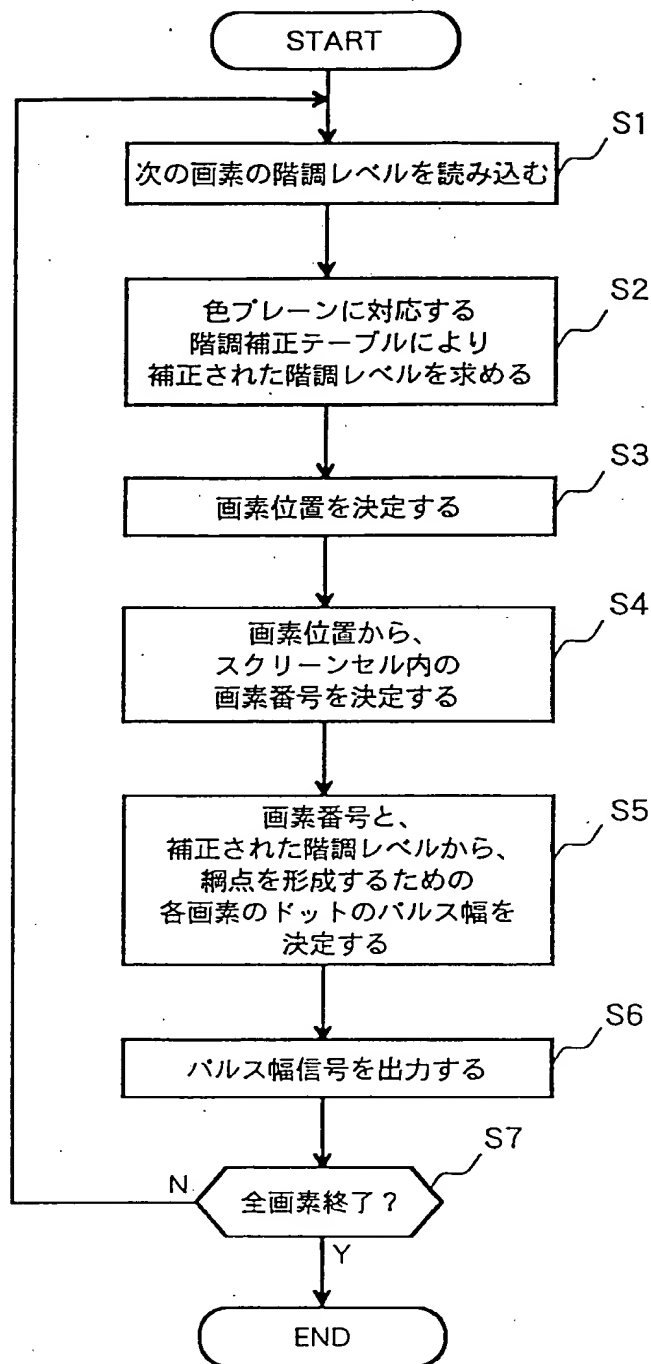 START
S1
次の画素の階調レベルを読み込む
S2
色プレーンに対応する
階調補正テーブルにより
補正された階調レベルを求める
S3
画素位置を決定する
S4
画素位置から、
スクリーンセル内の
画素番号を決定する
S5
画素番号と、
補正された階調レベルから、
網点を形成するための
各画素のドットのパルス幅を
決定する
S6
パルス幅信号を出力する
S7
N
全画素終了？
Y
END